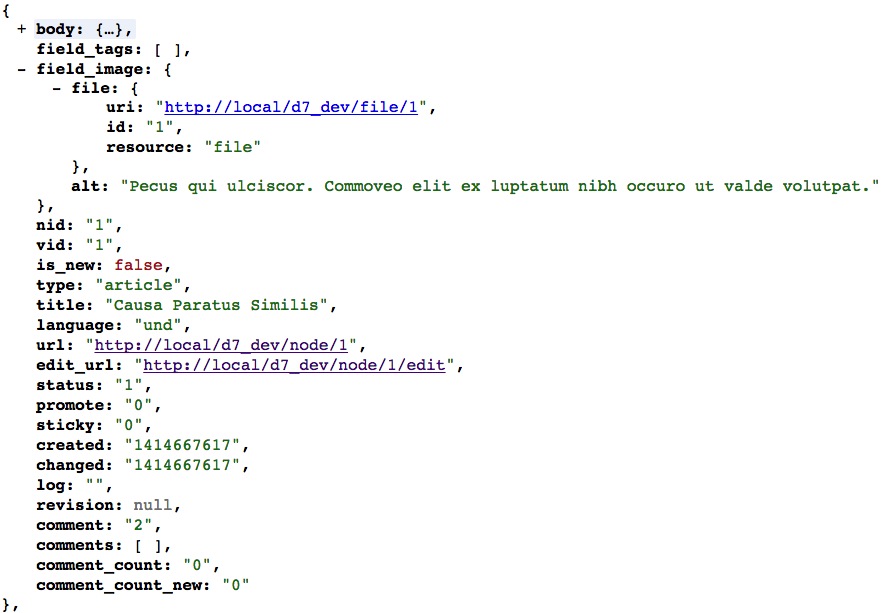 {
+ body: {…},
field_tags: [ ],
- field_image: {
- file: {
uri: "http://local/d7_dev/file/1",
id: "1",
resource: "file"
},
alt: "Pecus qui ulciscor. Commoveo elit ex luptatum nibh occuro ut valde volutpat."
},
nid: "1",
vid: "1",
is_new: false,
type: "article",
title: "Causa Paratus Similis",
language: "und",
url: "http://local/d7_dev/node/1",
edit_url: "http://local/d7_dev/node/1/edit",
status: "1",
promote: "0",
sticky: "0",
created: "1414667617",
changed: "1414667617",
log: "",
revision: null,
comment: "2",
comments: [ ],
comment_count: "0",
comment_count_new: "0"
},